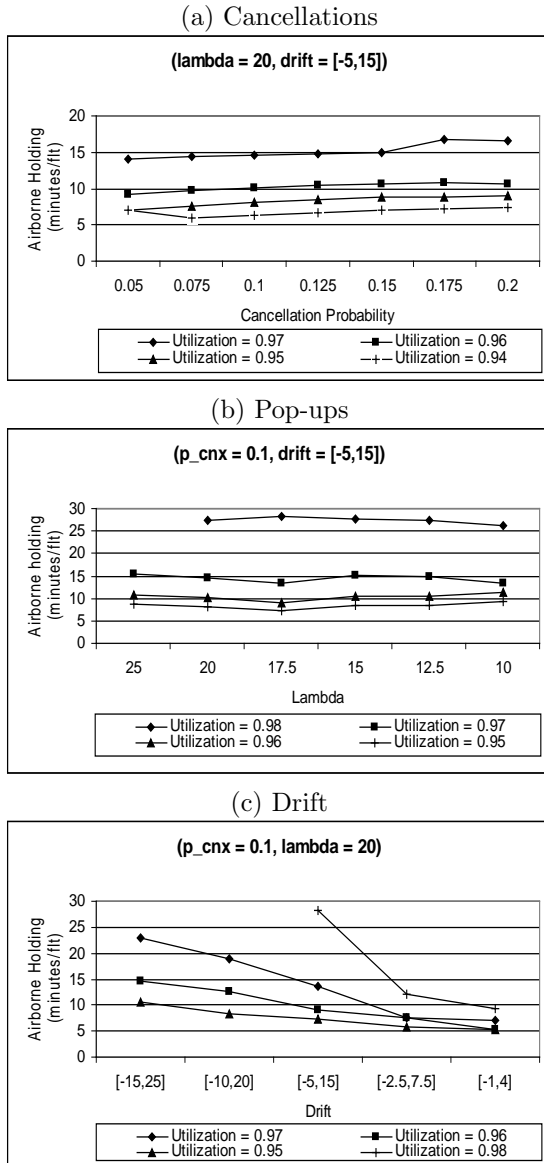 (a) Cancellations
(lambda = 20, drift = [-5,15])
Airborne Holding
(minutes/flt)
20
15
10
5
0
0.05 0.075 0.1 0.125 0.15 0.175 0.2
Cancellation Probability
Utilization = 0.97 Utilization = 0.96
Utilization = 0.95 Utilization = 0.94
(b) Pop-ups
(p_cnx = 0.1, drift = [-5,15])
Airborne holding
(minutes/flt)
30
25
20
15
10
5
0
25 20 17.5 15 12.5 10
Lambda
Utilization = 0.98 Utilization = 0.97
Utilization = 0.96 Utilization = 0.95
(c) Drift
(p_cnx = 0.1, lambda = 20)
Airborne Holding
(minutes/flt)
30
25
20
15
10
5
0
[-15,25] [-10,20] [-5,15] [-2.5,7.5] [-1,4]
Drift
Utilization = 0.97 Utilization = 0.96
Utilization = 0.95 Utilization = 0.98